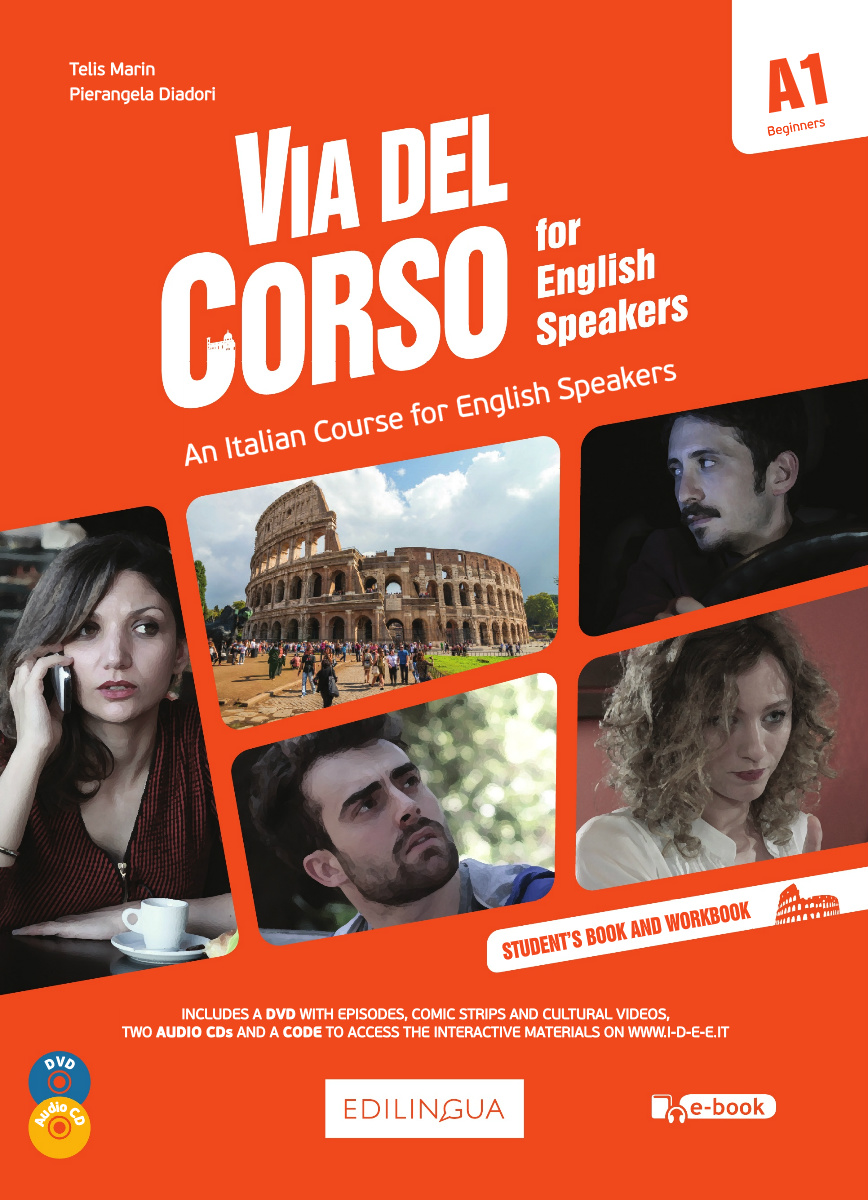 Telis Marin
Pierangela Diadori
A1
Beginners
VIA DEL
CORSO
for
English
Speakers
An Italian Course for English Speakers
STUDENT'S BOOK AND WORKBOOK
INCLUDES A DVD WITH EPISODES, COMIC STRIPS AND CULTURAL VIDEOS,
TWO AUDIO CDs AND A CODE TO ACCESS THE INTERACTIVE MATERIALS ON WWW.I-D-E-E.IT
DVD
Audio CD
EDILINGUA
e-book